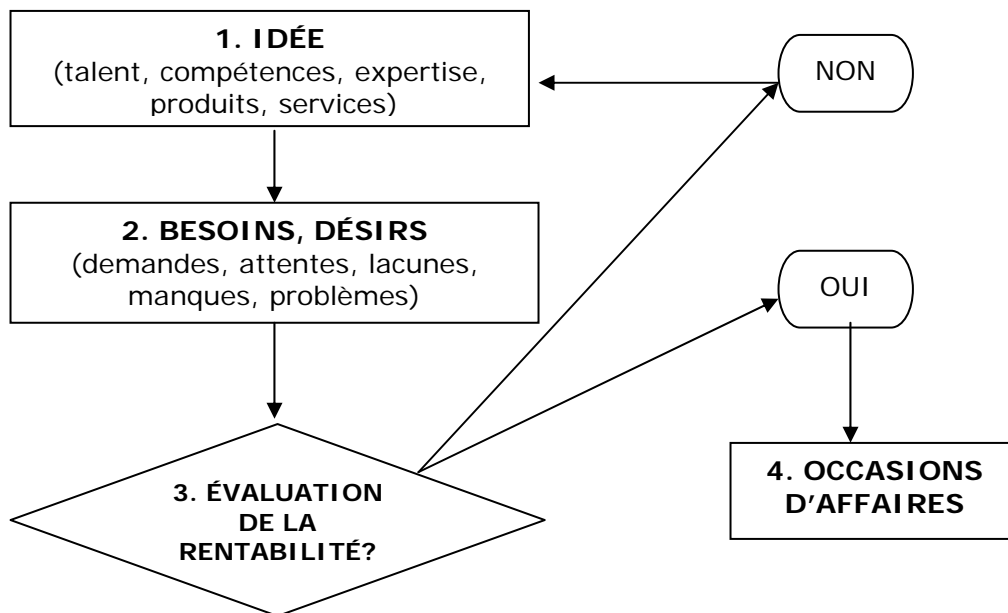 1. IDÉE
(talent, compétences, expertise,
produits, services)
NON
2. BESOINS, DÉSIRS
(demandes, attentes, lacunes,
manques, problèmes)
OUI
3. ÉVALUATION
DE LA
RENTABILITÉ?
4. OCCASIONS
D'AFFAIRES